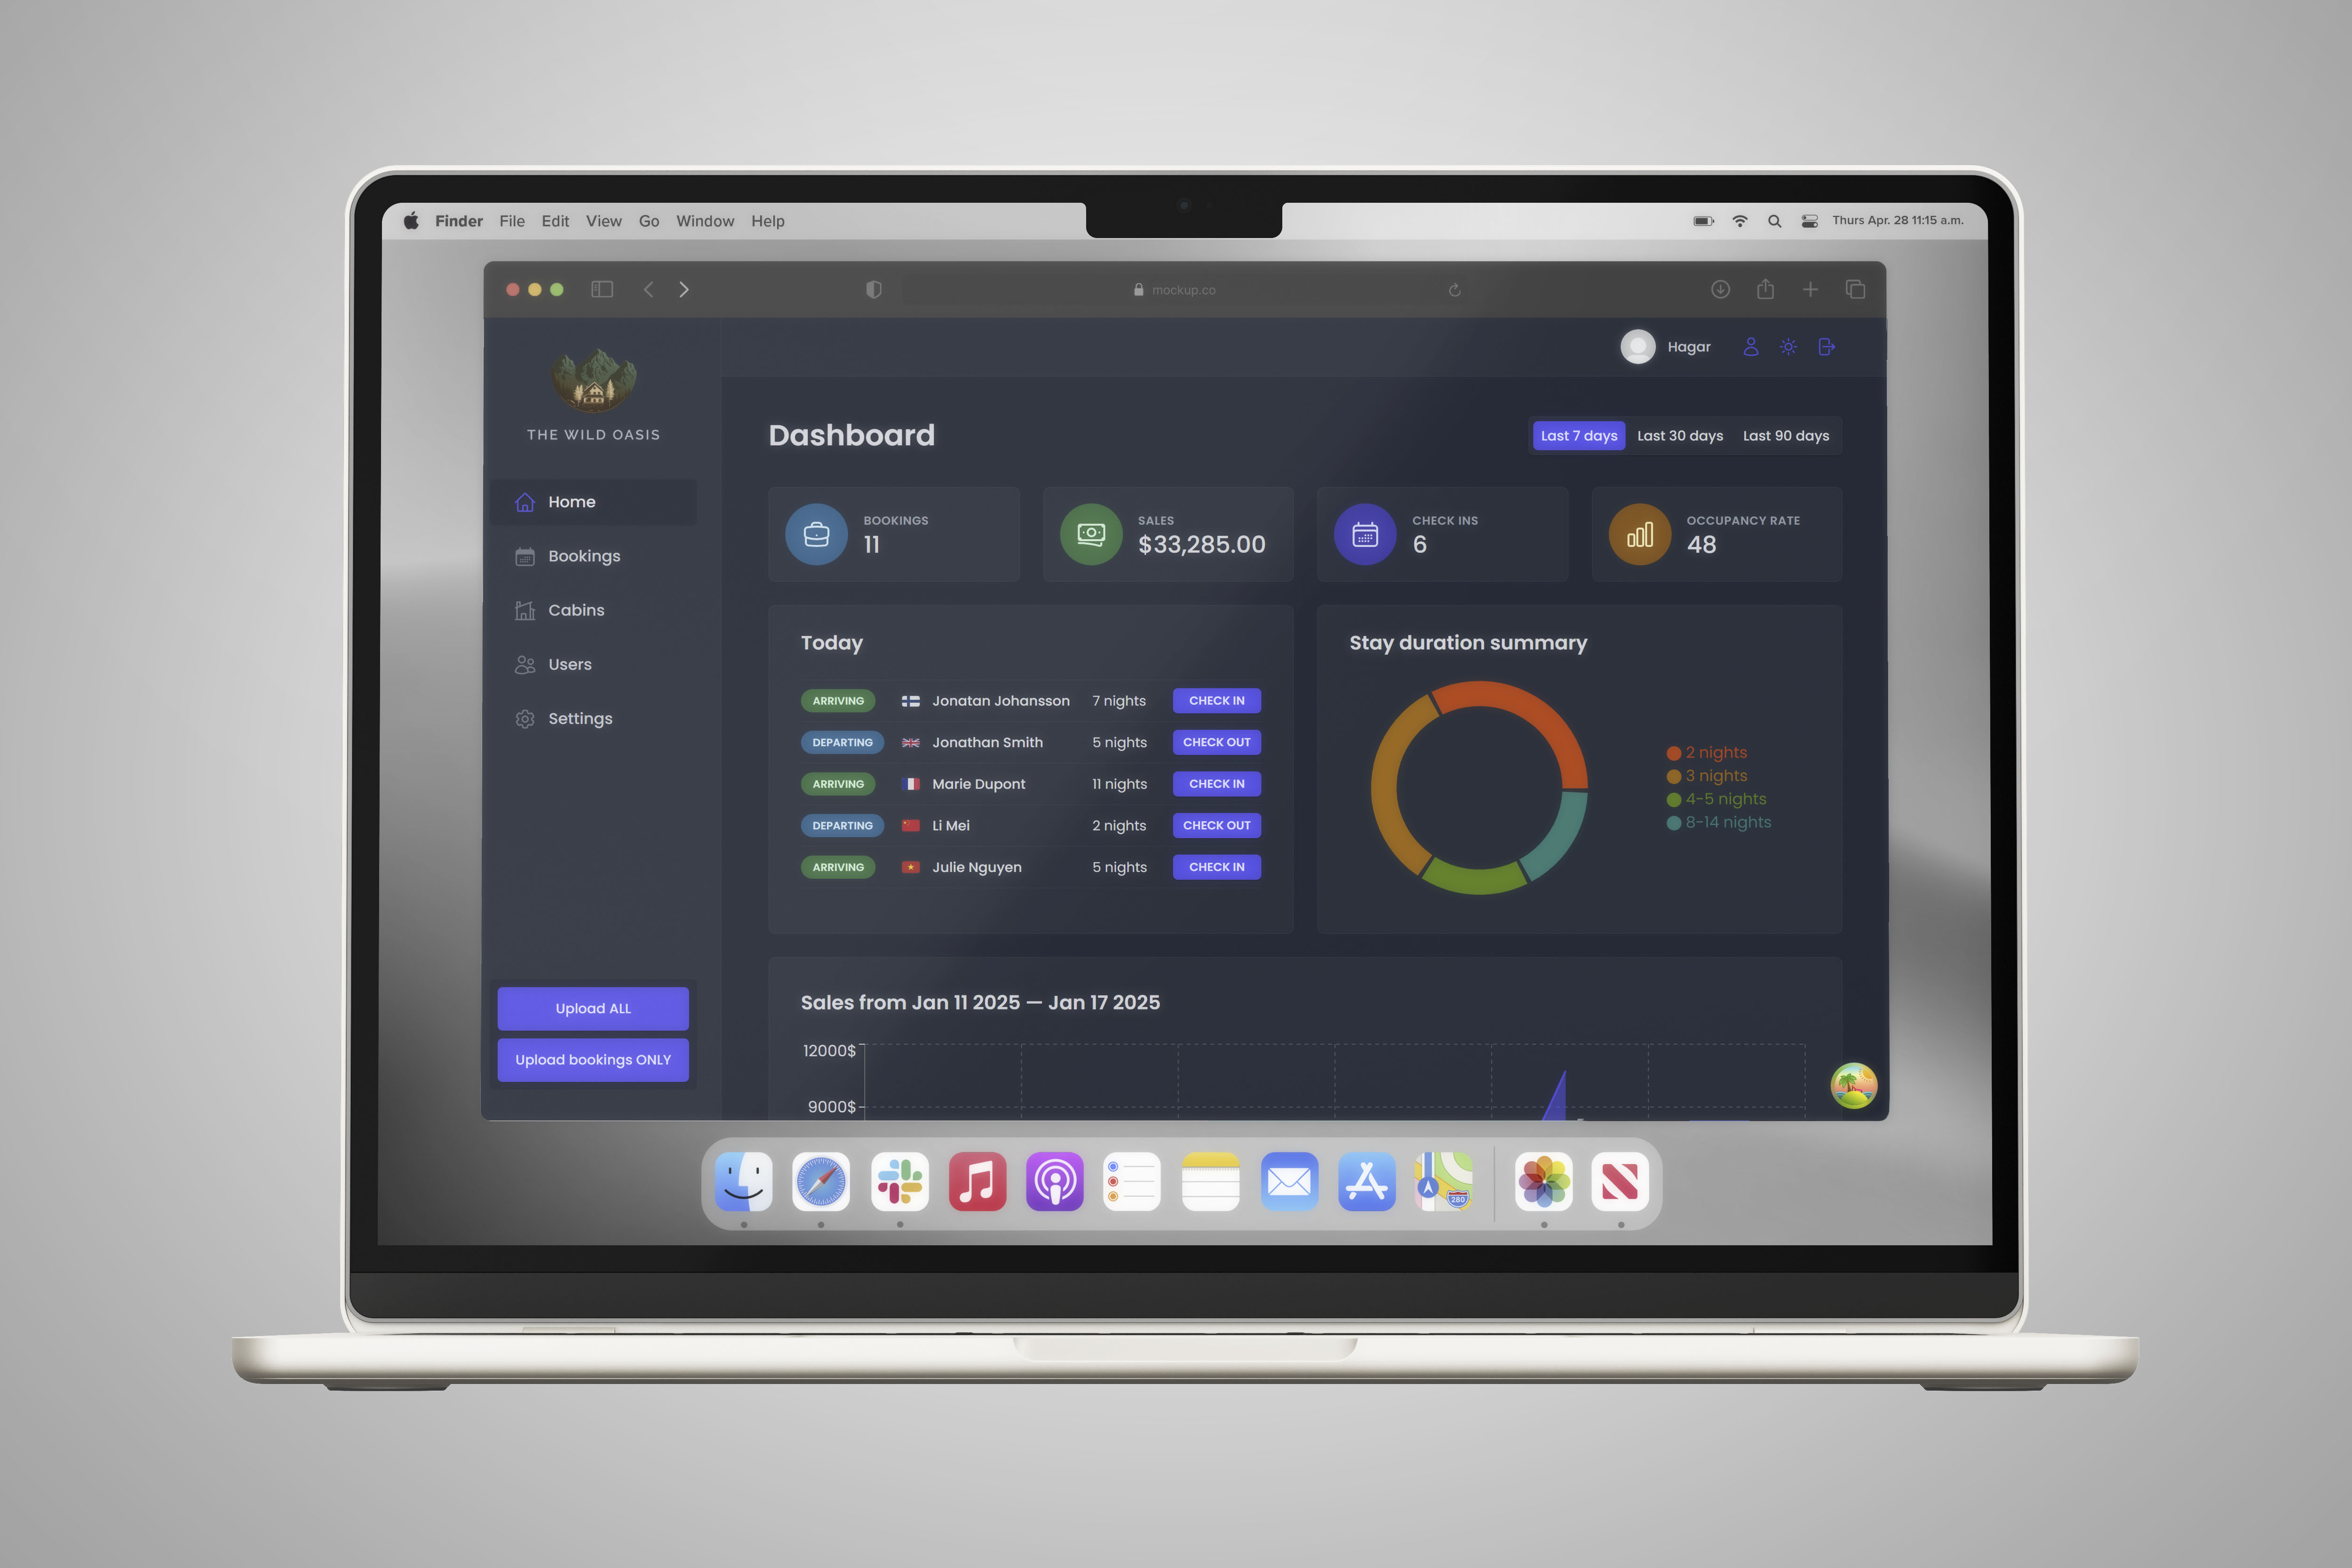 Finder File Edit View Go Window Help Thurs Apr. 28 11:15 a.m.
mockup.co
Hagar
THE WILD OASIS
Dashboard
Last 7 days Last 30 days Last 90 days
Home
Bookings
Cabins
Users
Settings
Upload ALL
Upload bookings ONLY
BOOKINGS
11
SALES
$33,285.00
CHECK INS
6
OCCUPANCY RATE
48
Today
ARRIVING Jonatan Johansson 7 nights CHECK IN
DEPARTING Jonathan Smith 5 nights CHECK OUT
ARRIVING Marie Dupont 11 nights CHECK IN
DEPARTING Li Mei 2 nights CHECK OUT
ARRIVING Julie Nguyen 5 nights CHECK IN
Stay duration summary
2 nights
3 nights
4-5 nights
8-14 nights
Sales from Jan 11 2025 — Jan 17 2025
12000$
9000$
280